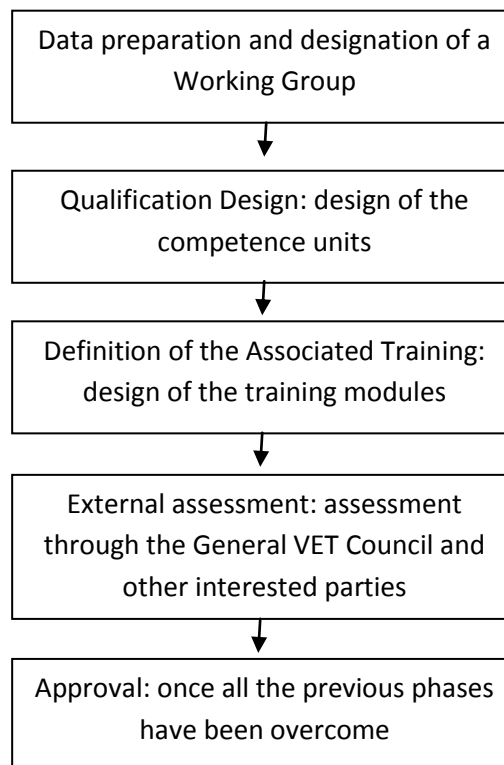 Data preparation and designation of a
Working Group
Qualification Design: design of the
competence units
Definition of the Associated Training:
design of the training modules
External assessment: assessment
through the General VET Council and
other interested parties
Approval: once all the previous phases
have been overcome